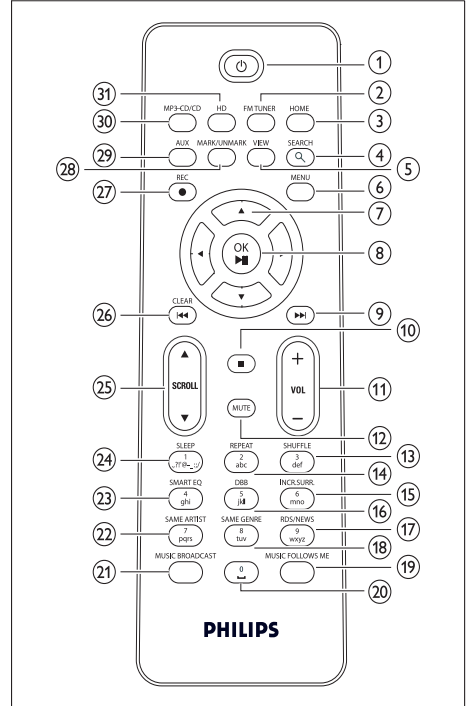 1
31 2
MP3-CD/CD HD FM TUNER HOME
30 3
29 AUX MARK/UNMARK VIEW SEARCH 4
28 5
27 REC MENU 6
7
OK 8
26 CLEAR 9
10
25 SCROLL + VOL − 11
MUTE
12
SLEEP REPEAT SHUFFLE
24 1 2 abc 3 def 13
14
SMART EQ DBB INCR.SURR.
23 4 ghi 5 jkl 6 mno 15
16
SAME ARTIST SAME GENRE RDS/NEWS
22 7 pqrs 8 tuv 9 wxyz 17
18
MUSIC BROADCAST MUSIC FOLLOWS ME
21 0 19
20
PHILIPS